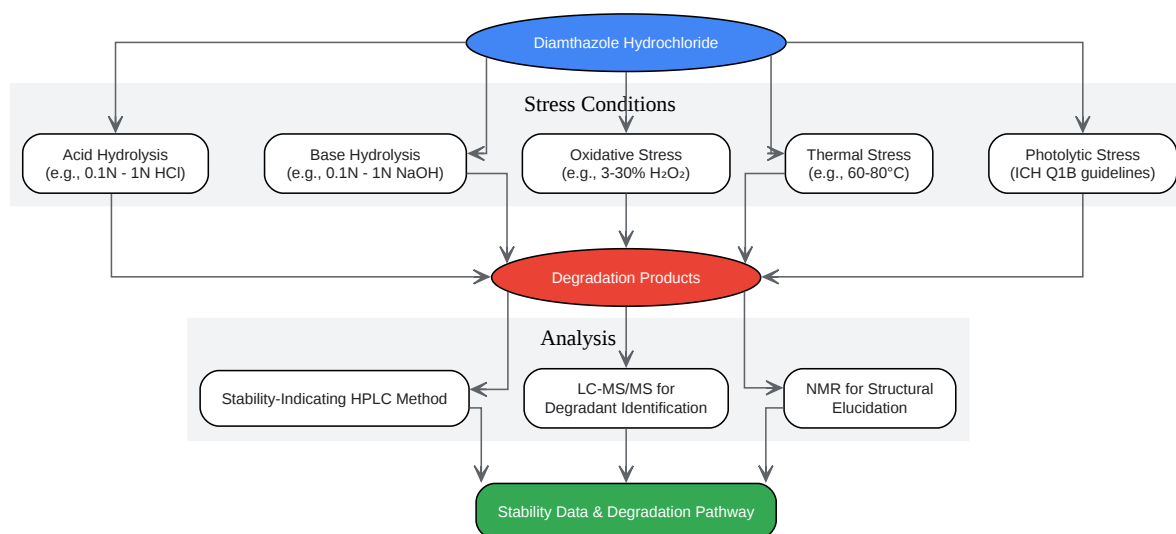 Diamthazole Hydrochloride
Stress Conditions
Acid Hydrolysis
(e.g., 0.1N - 1N HCl)
Base Hydrolysis
(e.g., 0.1N - 1N NaOH)
Oxidative Stress
(e.g., 3-30% H₂O₂)
Thermal Stress
(e.g., 60-80°C)
Photolytic Stress
(ICH Q1B guidelines)
Degradation Products
Analysis
Stability-Indicating HPLC Method
LC-MS/MS for
Degradant Identification
NMR for Structural
Elucidation
Stability Data & Degradation Pathway